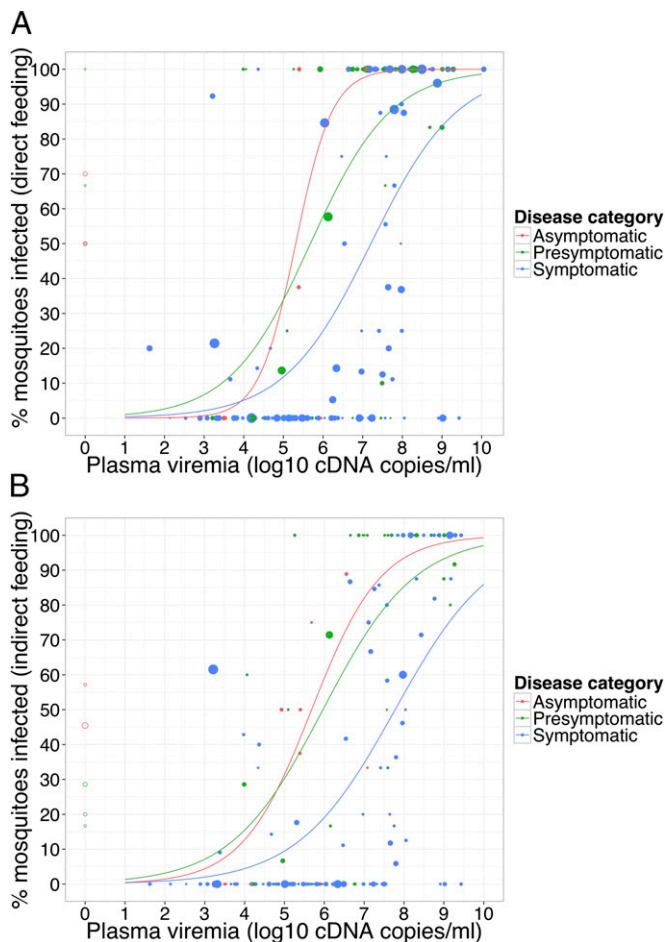 A
% mosquitoes infected (direct feeding)
100
90
80
70
60
50
40
30
20
10
0
0 1 2 3 4 5 6 7 8 9 10
Plasma viremia (log10 cDNA copies/ml)
Disease category
Asymptomatic
Presymptomatic
Symptomatic
B
% mosquitoes infected (indirect feeding)
100
90
80
70
60
50
40
30
20
10
0
0 1 2 3 4 5 6 7 8 9 10
Plasma viremia (log10 cDNA copies/ml)
Disease category
Asymptomatic
Presymptomatic
Symptomatic